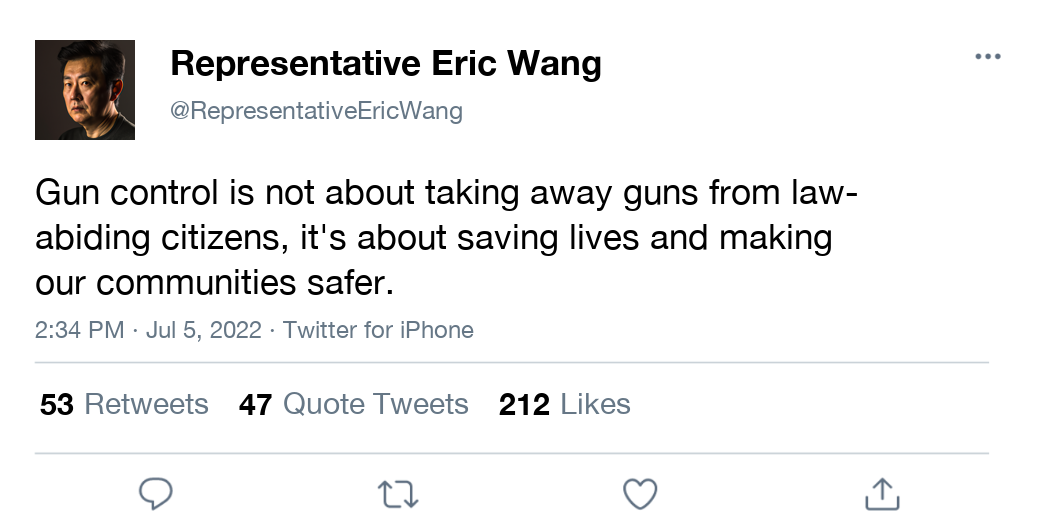 Representative Eric Wang
@RepresentativeEricWang
Gun control is not about taking away guns from law-
abiding citizens, it's about saving lives and making
our communities safer.
2:34 PM · Jul 5, 2022 · Twitter for iPhone
53 Retweets 47 Quote Tweets 212 Likes